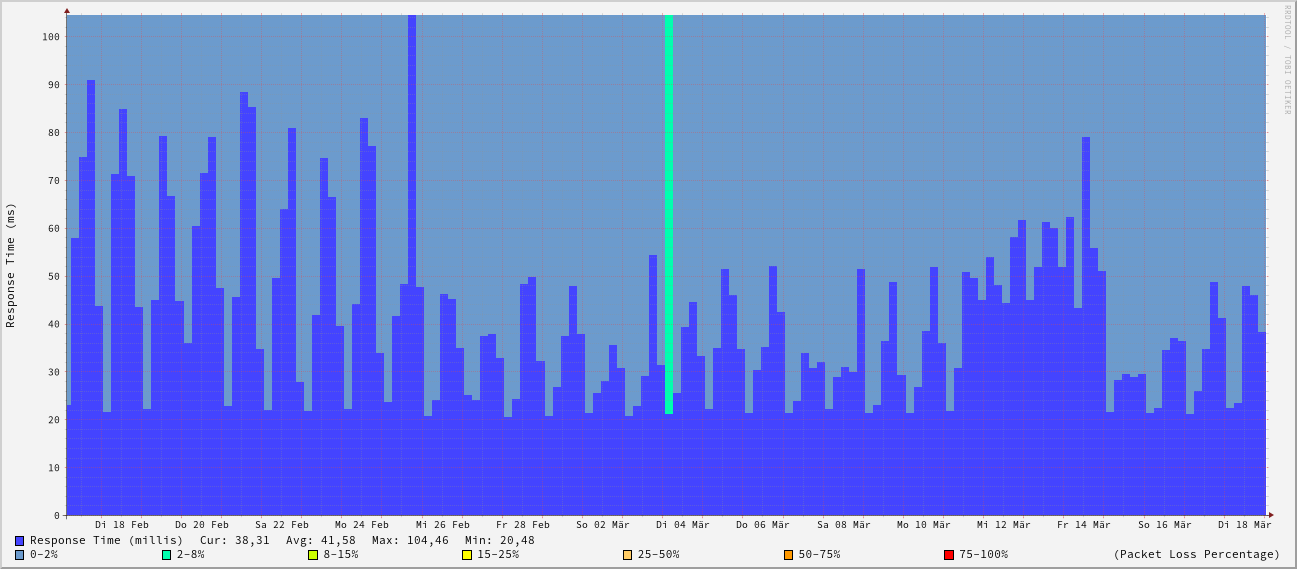 RRDTOOL / TOBI OETIKER
Response Time (ms)
100
90
80
70
60
50
40
30
20
10
0
Di 18 Feb Do 20 Feb Sa 22 Feb Mo 24 Feb Mi 26 Feb Fr 28 Feb So 02 Mär Di 04 Mär Do 06 Mär Sa 08 Mär Mo 10 Mär Mi 12 Mär Fr 14 Mär So 16 Mär Di 18 Mär
Response Time (millis) Cur: 38,31 Avg: 41,58 Max: 104,46 Min: 20,48
0-2% 2-8% 8-15% 15-25% 25-50% 50-75% 75-100% (Packet Loss Percentage)